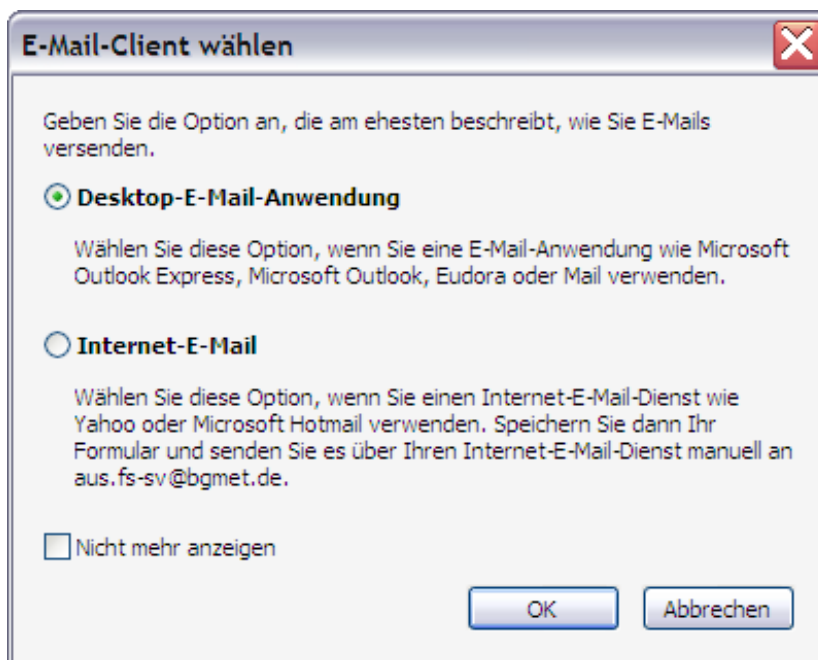 E-Mail-Client wählen
Geben Sie die Option an, die am ehesten beschreibt, wie Sie E-Mails
versenden.
Desktop-E-Mail-Anwendung
Wählen Sie diese Option, wenn Sie eine E-Mail-Anwendung wie Microsoft
Outlook Express, Microsoft Outlook, Eudora oder Mail verwenden.
Internet-E-Mail
Wählen Sie diese Option, wenn Sie einen Internet-E-Mail-Dienst wie
Yahoo oder Microsoft Hotmail verwenden. Speichern Sie dann Ihr
Formular und senden Sie es über Ihren Internet-E-Mail-Dienst manuell an
aus.fs-sv@bgmet.de.
Nicht mehr anzeigen
OK Abbrechen